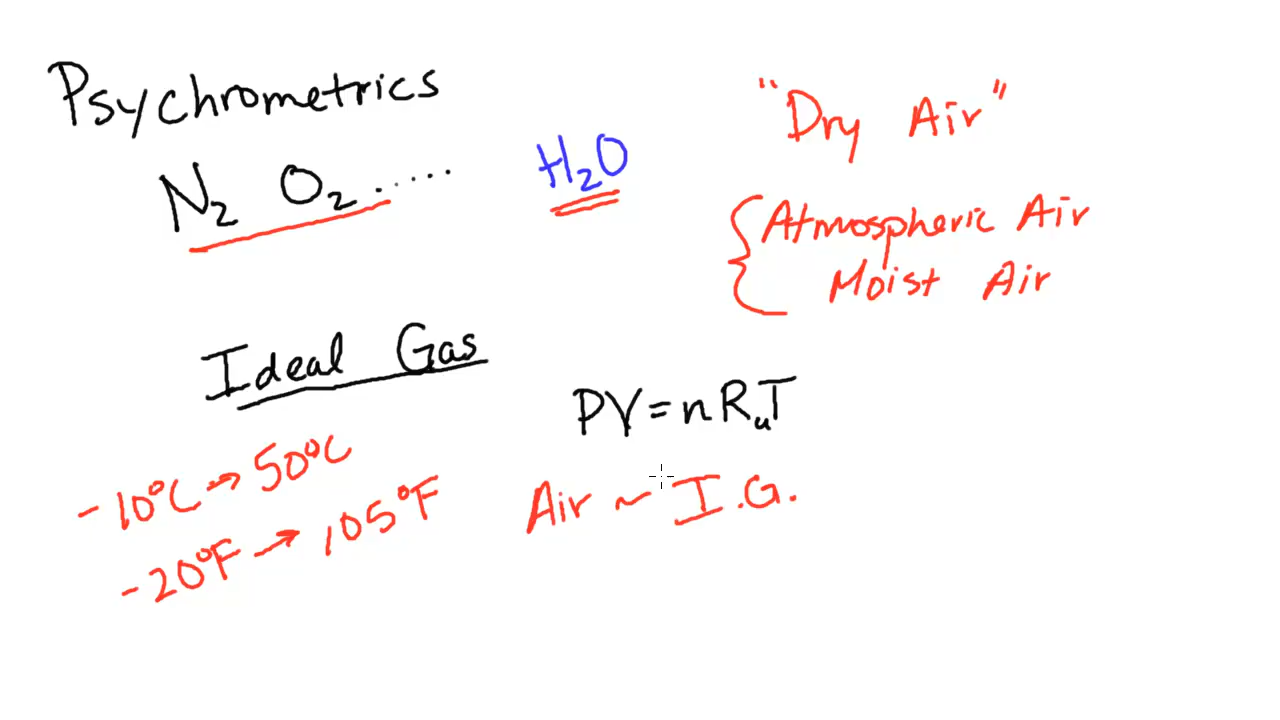 Psychrometrics
N₂ O₂ ...... H₂O
"Dry Air"
Atmospheric Air
Moist Air
Ideal Gas
PV = nRᵤT
-10°C → 50°C
-20°F → 105°F
Air ~ I.G.